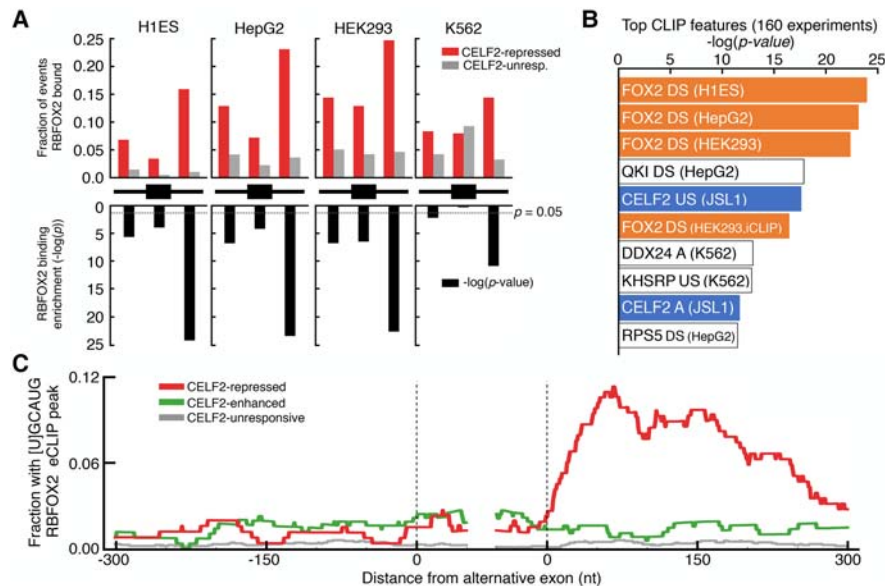 A
H1ES
HepG2
HEK293
K562
CELF2-repressed
CELF2-unresp.
Fraction of events
RBFOX2 bound
0.25
0.20
0.15
0.10
0.05
0.0
RBFOX2 binding
enrichment (-log(p))
0
5
10
15
20
25
p = 0.05
-log(p-value)
B
Top CLIP features (160 experiments)
-log(p-value)
0 5 10 15 20 25
FOX2 DS (H1ES)
FOX2 DS (HepG2)
FOX2 DS (HEK293)
QKI DS (HepG2)
CELF2 US (JSL1)
FOX2 DS (HEK293,iCLIP)
DDX24 A (K562)
KHSRP US (K562)
CELF2 A (JSL1)
RPS5 DS (HepG2)
C
Fraction with [U]GCAUG
RBFOX2 eCLIP peak
0.12
0.06
0.00
CELF2-repressed
CELF2-enhanced
CELF2-unresponsive
-300 -150 0 0 150 300
Distance from alternative exon (nt)